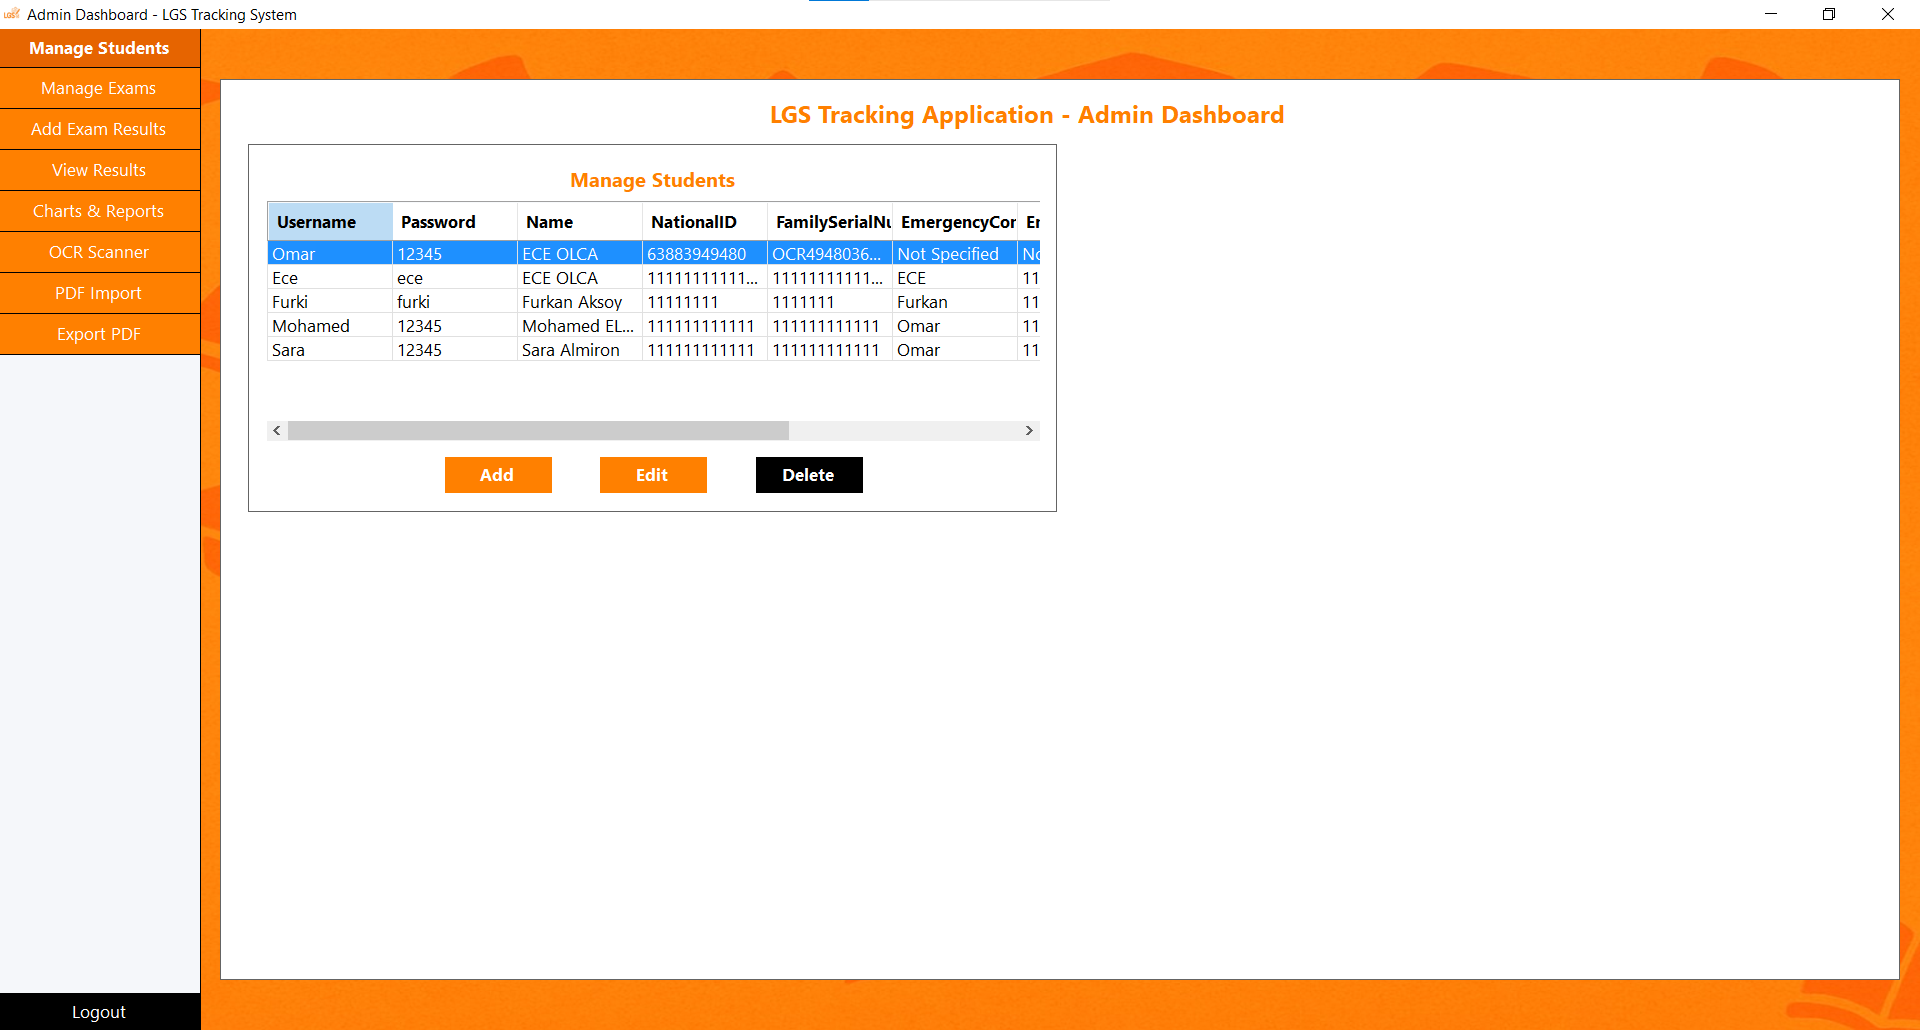 Admin Dashboard - LGS Tracking System
Manage Students
Manage Exams
Add Exam Results
View Results
Charts & Reports
OCR Scanner
PDF Import
Export PDF
Logout
LGS Tracking Application - Admin Dashboard
Manage Students
Username Password Name NationalID FamilySerialNu EmergencyCor Er
Omar 12345 ECE OLCA 63883949480 OCR4948036... Not Specified No
Ece ece ECE OLCA 11111111111... 11111111111... ECE 11
Furki furki Furkan Aksoy 11111111 1111111 Furkan 11
Mohamed 12345 Mohamed EL... 111111111111 111111111111 Omar 11
Sara 12345 Sara Almiron 111111111111 111111111111 Omar 11
Add Edit Delete